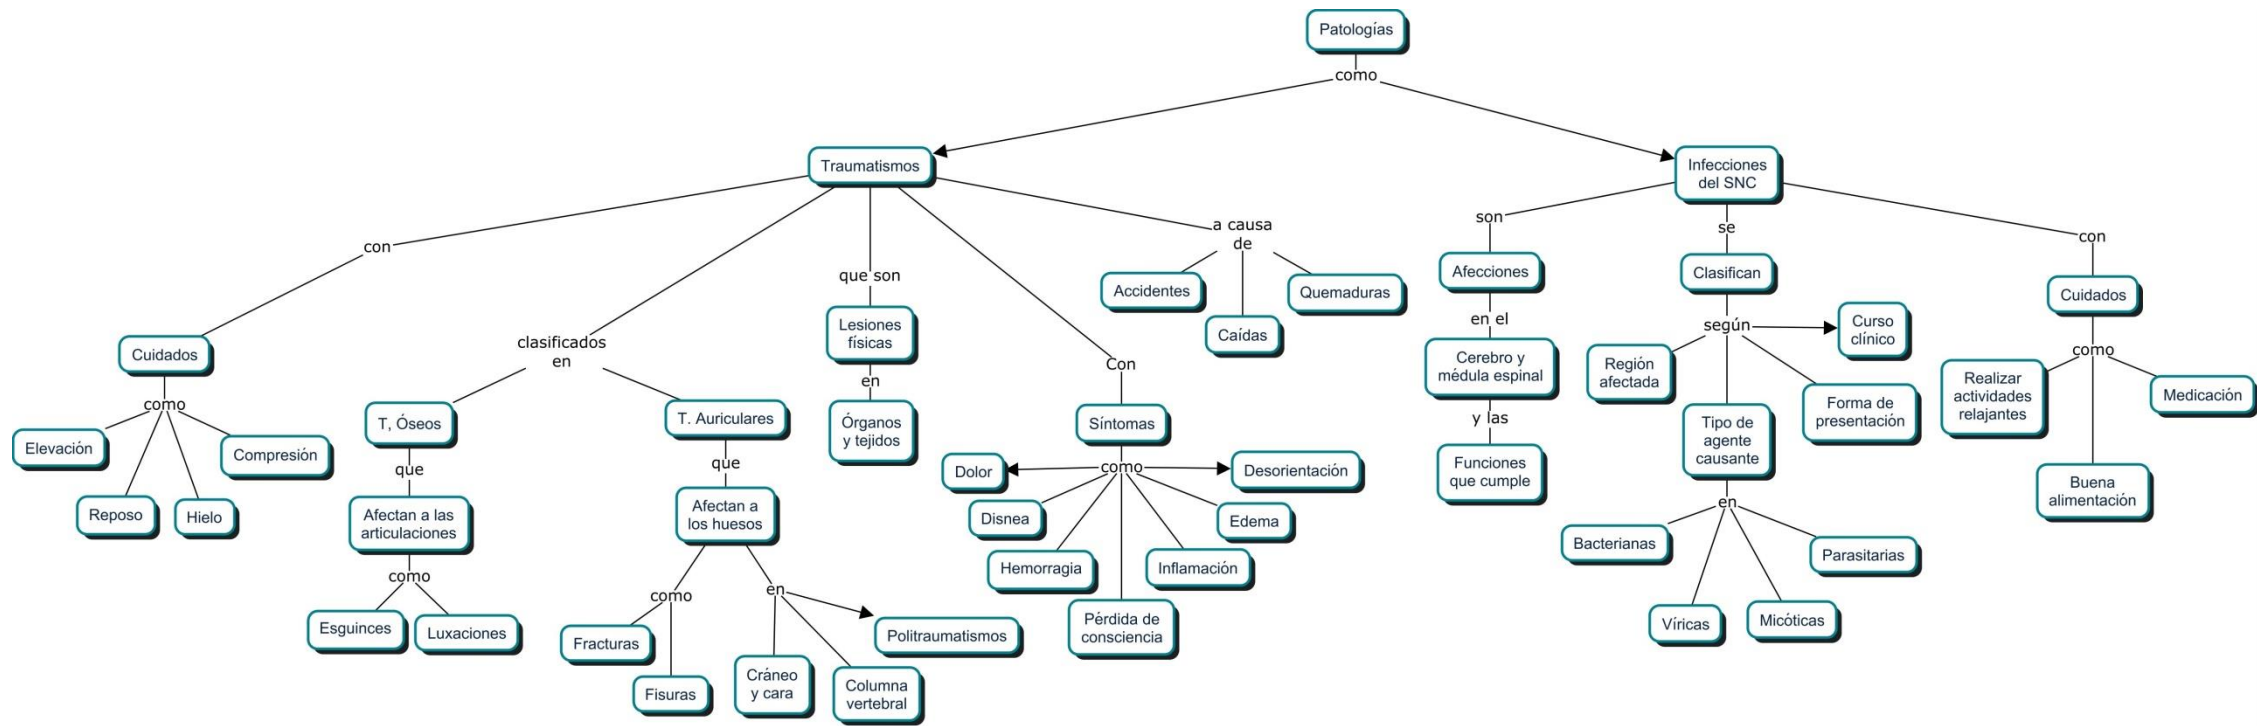 Patologías
como
Traumatismos
Infecciones
del SNC
con
Cuidados
como
Elevación
Reposo
Hielo
Compresión
clasificados
en
T, Óseos
que
Afectan a las
articulaciones
como
Esguinces
Luxaciones
T. Auriculares
que
Afectan a
los huesos
como
Fracturas
Fisuras
en
Cráneo
y cara
Columna
vertebral
Politraumatismos
que son
Lesiones
físicas
en
Órganos
y tejidos
Con
Síntomas
como
Dolor
Disnea
Hemorragia
Pérdida de
consciencia
Inflamación
Edema
Desorientación
a causa
de
Accidentes
Caídas
Quemaduras
son
Afecciones
en el
Cerebro y
médula espinal
y las
Funciones
que cumple
se
Clasifican
según
Región
afectada
Tipo de
agente
causante
en
Bacterianas
Víricas
Micóticas
Parasitarias
Forma de
presentación
Curso
clínico
con
Cuidados
como
Realizar
actividades
relajantes
Buena
alimentación
Medicación